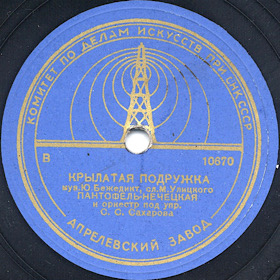 КОМИТЕТ ПО ДЕЛАМ ИСКУССТВ ПРИ СНК СССР
В 10670
КРЫЛАТАЯ ПОДРУЖКА
муз. Ю. Бежедикт, сл. М. Улицкого
ПАНТОФЕЛЬ-НЕЧЕЦКАЯ
и оркестр под упр.
С. С. Сахарова
АПРЕЛЕВСКИЙ ЗАВОД